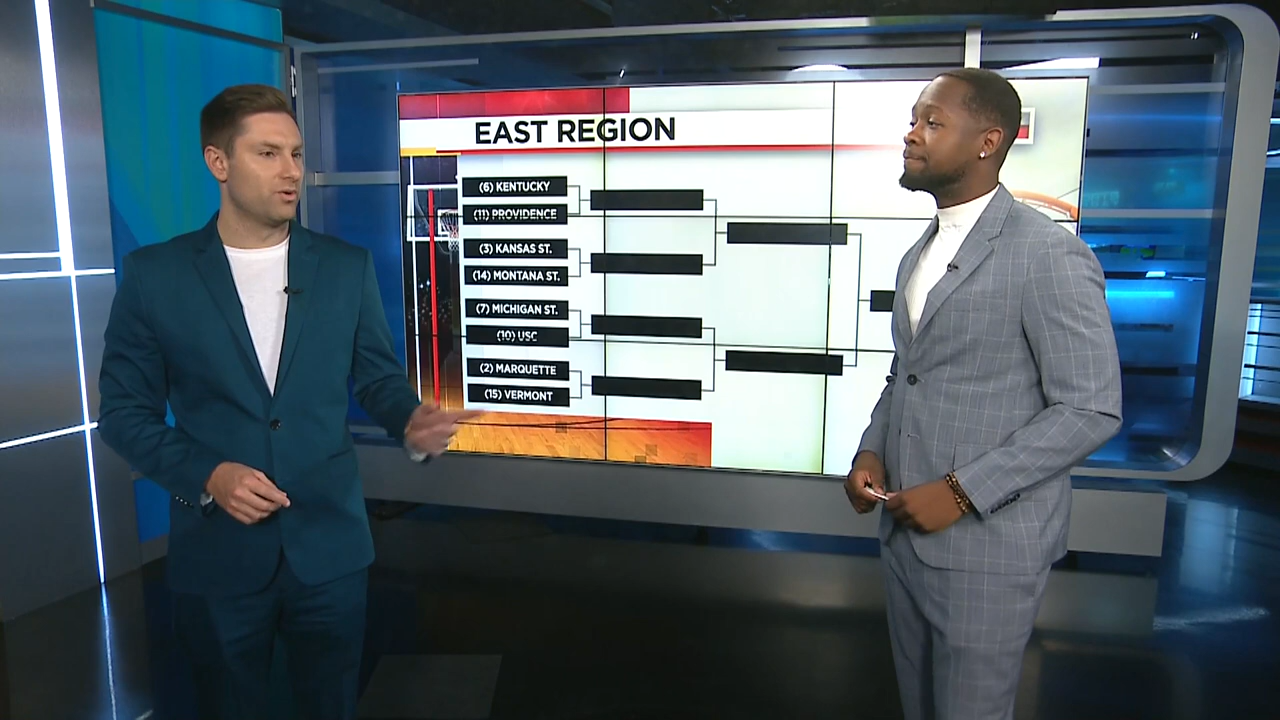 EAST REGION
(6) KENTUCKY
(11) PROVIDENCE
(3) KANSAS ST.
(14) MONTANA ST.
(7) MICHIGAN ST.
(10) USC
(2) MARQUETTE
(15) VERMONT